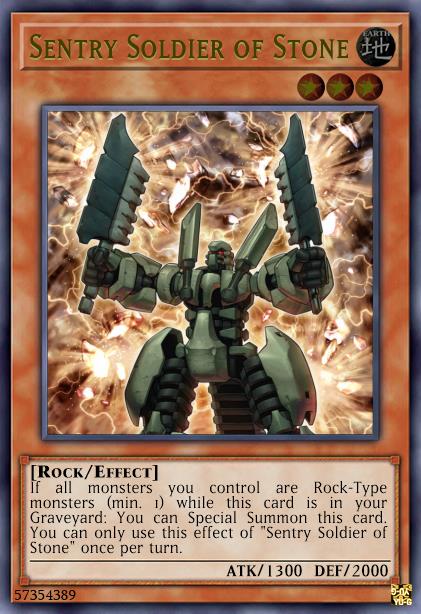 Sentry Soldier of Stone
EARTH
地
[Rock/Effect]
If all monsters you control are Rock-Type
monsters (min. 1) while this card is in your
Graveyard: You can Special Summon this card.
You can only use this effect of "Sentry Soldier of
Stone" once per turn.
ATK/1300 DEF/2000
57354389